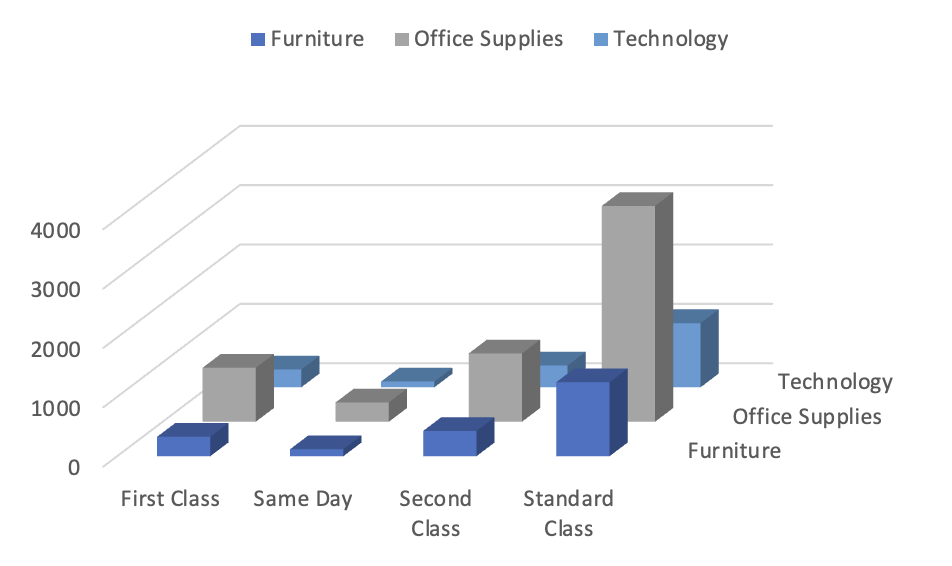 Furniture Office Supplies Technology
4000
3000
2000
1000
0
Technology
Office Supplies
Furniture
First Class Same Day Second Class Standard Class